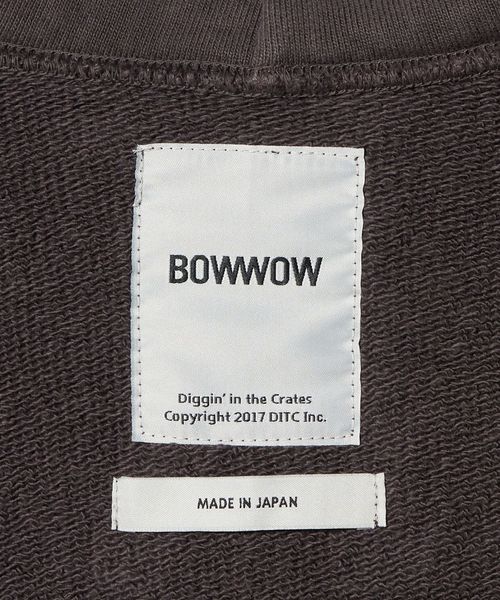 BOWWOW
Diggin' in the Crates
Copyright 2017 DITC Inc.
MADE IN JAPAN